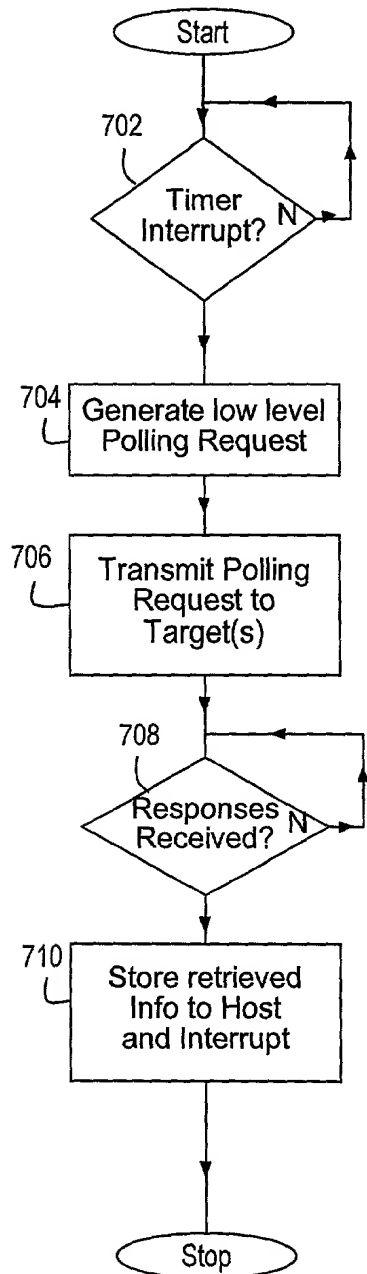 Start
702
Timer
Interrupt?
N
704
Generate low level
Polling Request
706
Transmit Polling
Request to
Target(s)
708
Responses
Received?
N
710
Store retrieved
Info to Host
and Interrupt
Stop